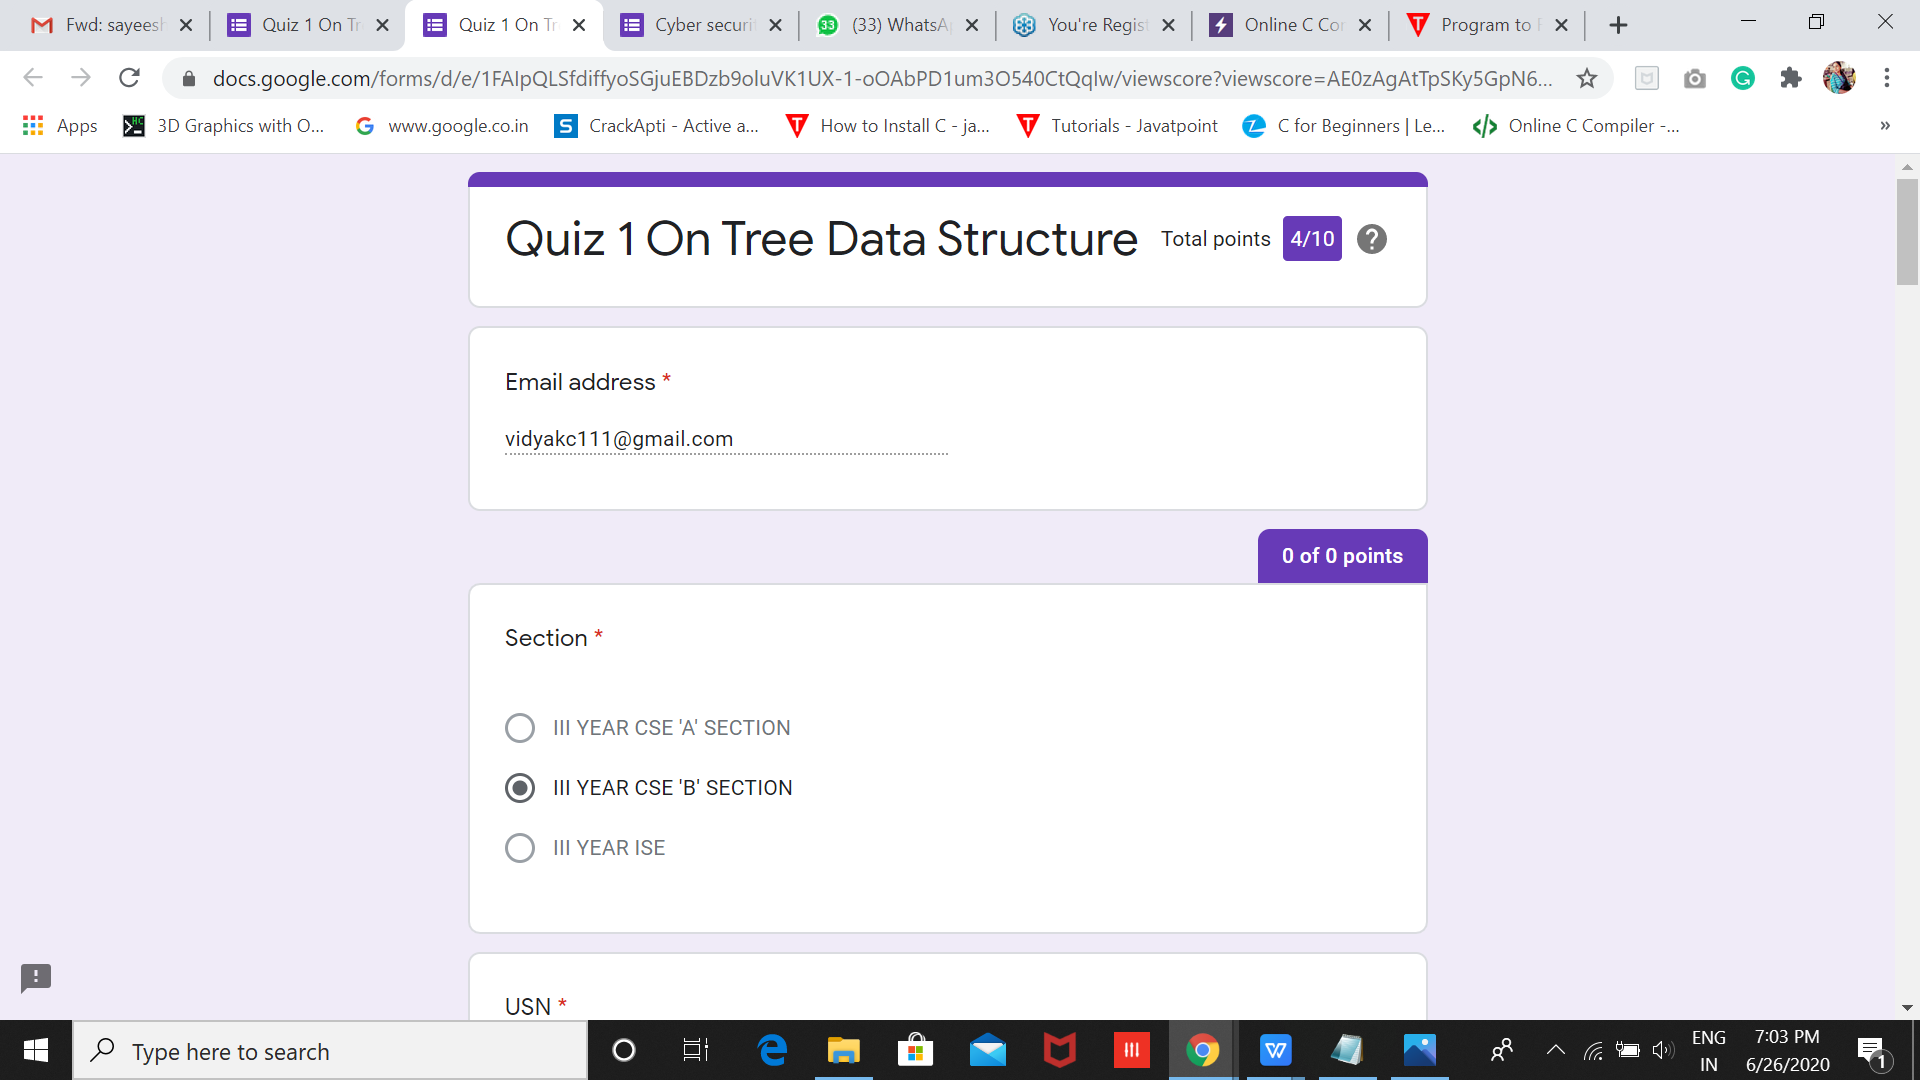 Fwd: sayeesh
Quiz 1 On Tr
Quiz 1 On Tr
Cyber securi
33
(33) WhatsA
You're Regist
Online C Co
Program to
docs.google.com/forms/d/e/1FAIpQLSfdiffyoSGjuEBDzb9oluVK1UX-1-oOAbPD1um3O540CtQqIw/viewscore?viewscore=AE0zAgAtTpSKy5GpN6...
Apps
3D Graphics with O...
www.google.co.in
CrackApti - Active a...
How to Install C - ja...
Tutorials - Javatpoint
C for Beginners | Le...
Online C Compiler -...
»
Quiz 1 On Tree Data Structure
Total points 4/10
Email address *
vidyakc111@gmail.com
0 of 0 points
Section *
III YEAR CSE 'A' SECTION
III YEAR CSE 'B' SECTION
III YEAR ISE
USN *
Type here to search
ENG
IN
7:03 PM
6/26/2020
1